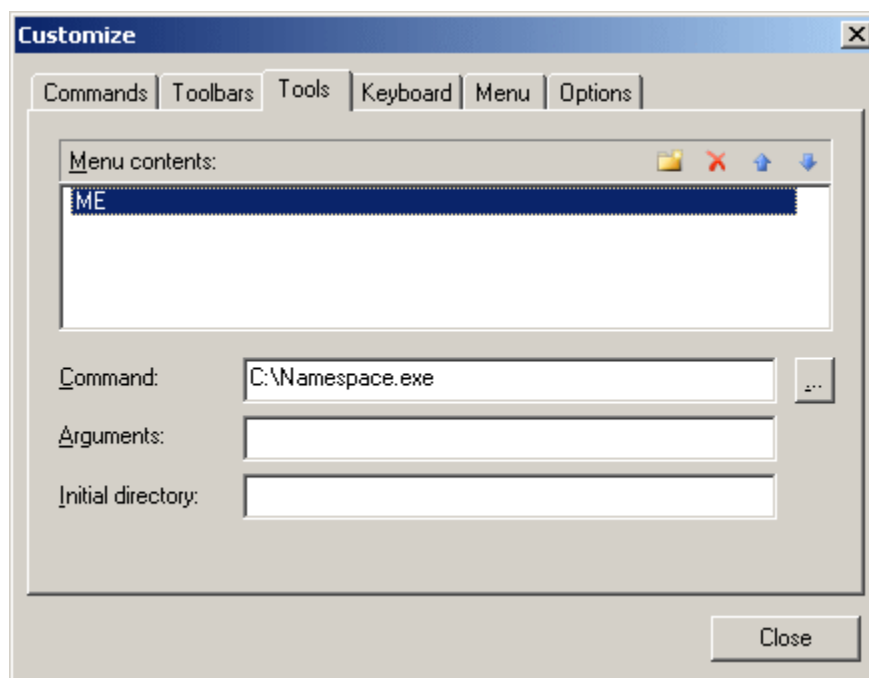 Customize
Commands Toolbars Tools Keyboard Menu Options
Menu contents:
ME
Command: C:\Namespace.exe ...
Arguments:
Initial directory:
Close